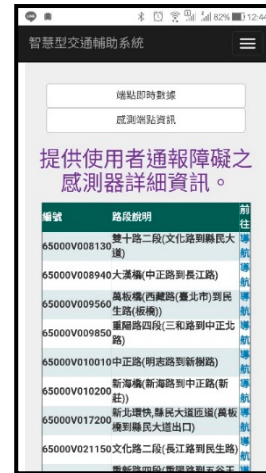 82% 12:44
智慧型交通輔助系統
端點即時數據
感測端點資訊
提供使用者通報障礙之
感測器詳細資訊。
編號 路段說明 前往
65000V008130 雙十路二段(文化路到縣民大道) 導航
65000V008940 大漢橋(中正路到長江路) 導航
65000V009560 萬板橋(西藏路(臺北市)到民生路(板橋)) 導航
65000V009850 重陽路四段(三和路到中正北路) 導航
65000V010010 中正路(明志路到新樹路) 導航
65000V010200 新海橋(新海路到中正路(新莊)) 導航
65000V017200 新北環快,縣民大道匝道(萬板橋到縣民大道出口) 導航
65000V021150 文化路二段(長江路到民生路) 導航